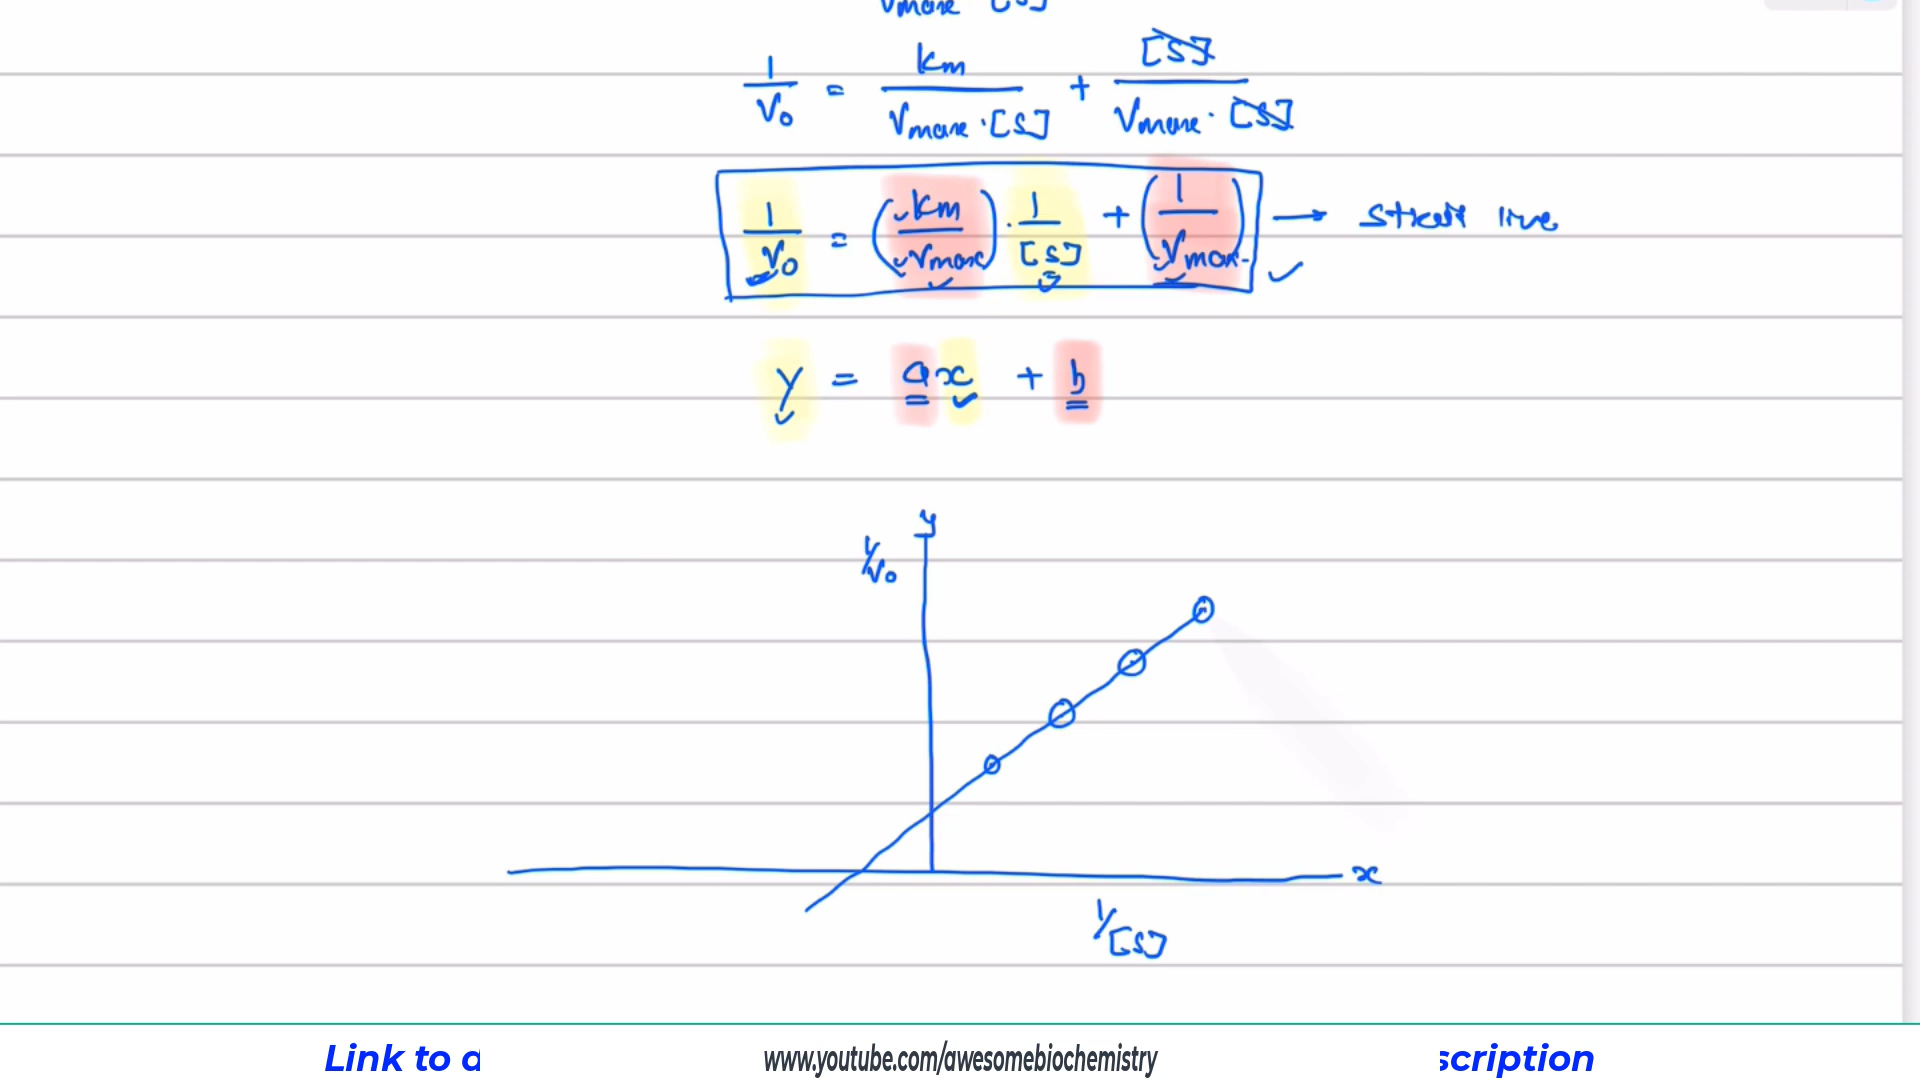 Vmax [S]
1/V₀ = Km/Vmax·[S] + [S]/Vmax·[S]
1/V₀ = (Km/Vmax)·1/[S] + (1/Vmax) → line
y = ax + b
y
1/V₀
x
1/[S]
Link to a
www.youtube.com/awesomebiochemistry
scription